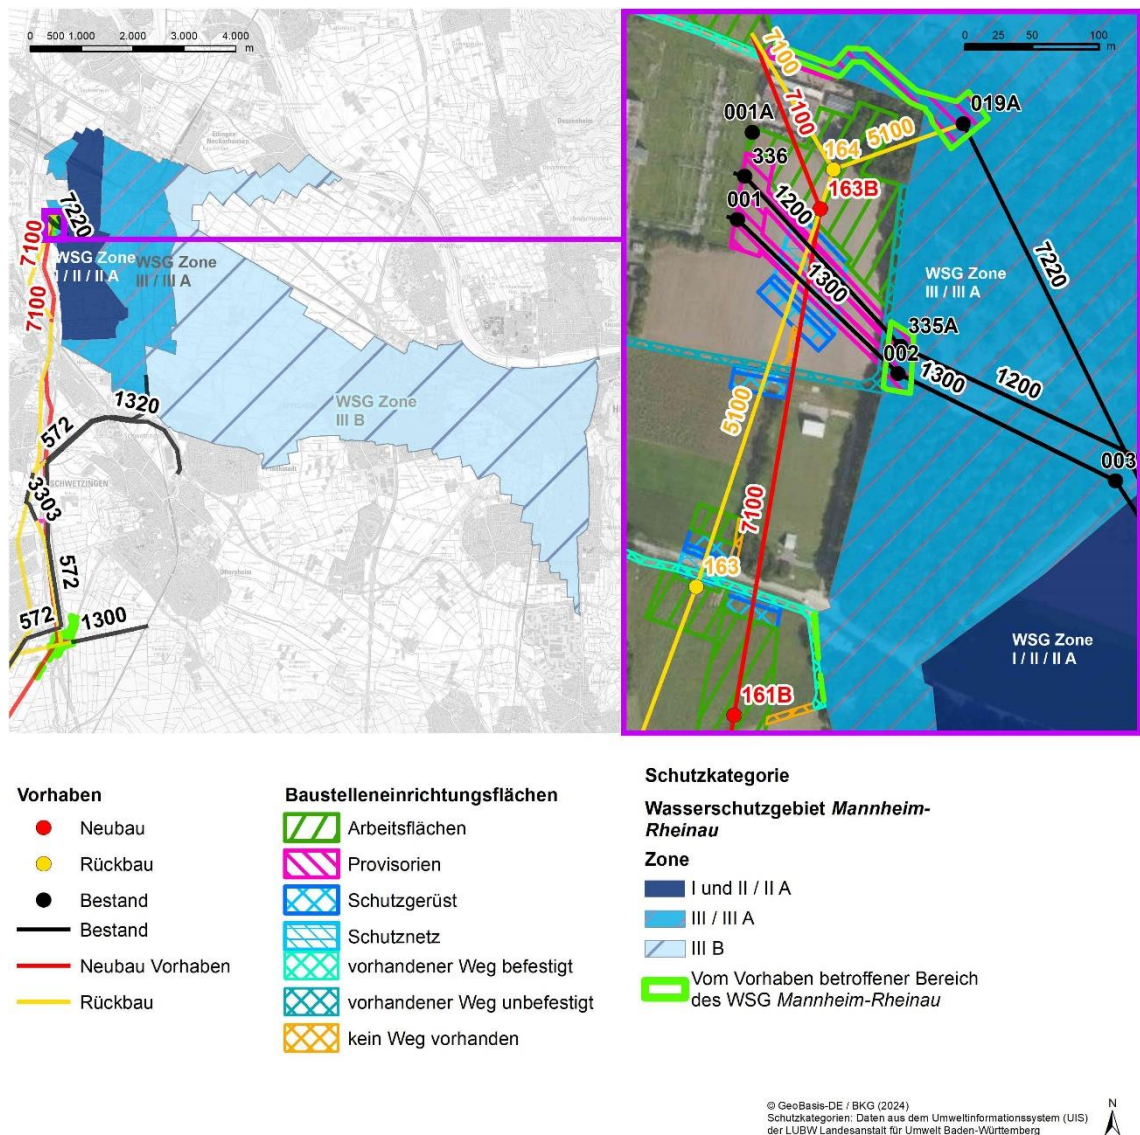 0 500 1.000 2.000 3.000 4.000
m
Edingen-
Neckarhausen
7220
7100
WSG Zone
I / II / II A
WSG Zone
III / III A
7100
WSG Zone
III B
1320
572
SCHWETZINGEN
Plankstadt
3303
572
Oftersheim
572
1300
0 25 50 100
m
7100
7100
001A
019A
5100
336
164
001
1200
163B
1300
7220
WSG Zone
III / III A
335A
002
1300
1200
5100
003
7100
163
WSG Zone
I / II / II A
161B
Vorhaben
Neubau
Rückbau
Bestand
Bestand
Neubau Vorhaben
Rückbau
Baustelleneinrichtungsflächen
Arbeitsflächen
Provisorien
Schutzgerüst
Schutznetz
vorhandener Weg befestigt
vorhandener Weg unbefestigt
kein Weg vorhanden
Schutzkategorie
Wasserschutzgebiet Mannheim-
Rheinau
Zone
I und II / II A
III / III A
III B
Vom Vorhaben betroffener Bereich
des WSG Mannheim-Rheinau
© GeoBasis-DE / BKG (2024)
Schutzkategorien: Daten aus dem Umweltinformationssystem (UIS)
der LUBW Landesanstalt für Umwelt Baden-Württemberg
N